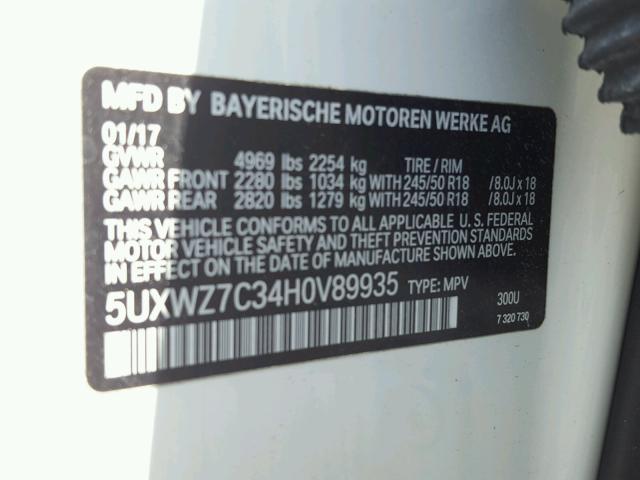 MFD BY BAYERISCHE MOTOREN WERKE AG
01/17
GVWR 4969 lbs 2254 kg TIRE / RIM
GAWR FRONT 2280 lbs 1034 kg WITH 245/50 R18 / 8.0J x 18
GAWR REAR 2820 lbs 1279 kg WITH 245/50 R18 / 8.0J x 18
THIS VEHICLE CONFORMS TO ALL APPLICABLE U. S. FEDERAL
MOTOR VEHICLE SAFETY AND THEFT PREVENTION STANDARDS
IN EFFECT ON THE DATE OF MANUFACTURE SHOWN ABOVE.
5UXWZ7C34H0V89935 TYPE: MPV
300U
7 320 730